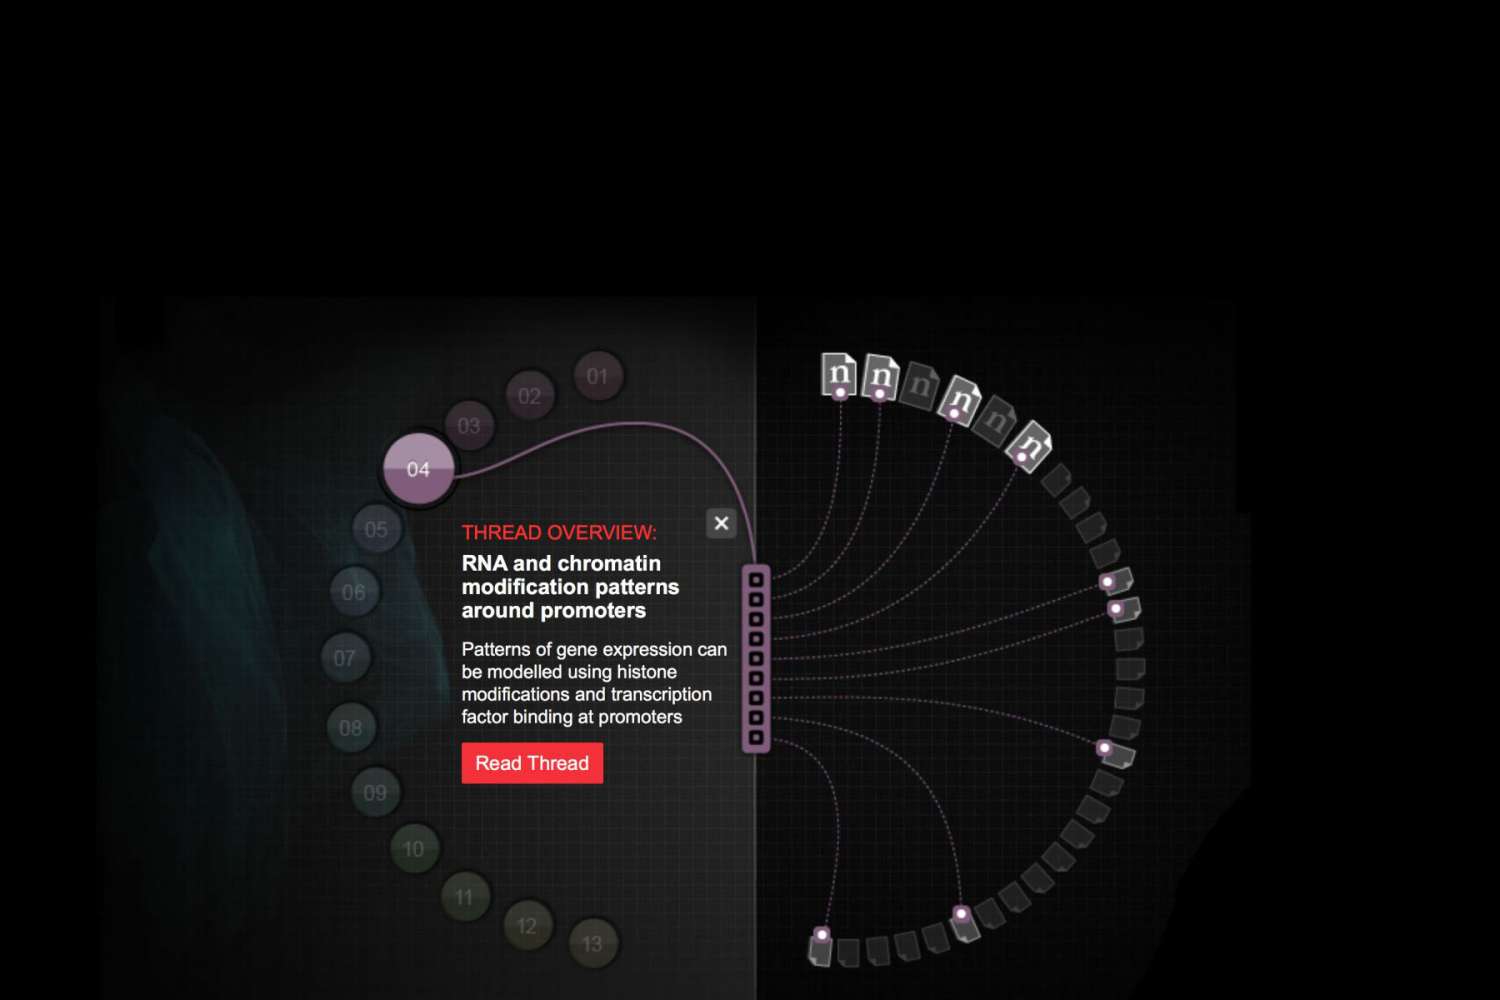 01
02
03
04
05
06
07
08
09
10
11
12
13
THREAD OVERVIEW:
RNA and chromatin
modification patterns
around promoters
Patterns of gene expression can
be modelled using histone
modifications and transcription
factor binding at promoters
Read Thread
n
n
n
n
n
n